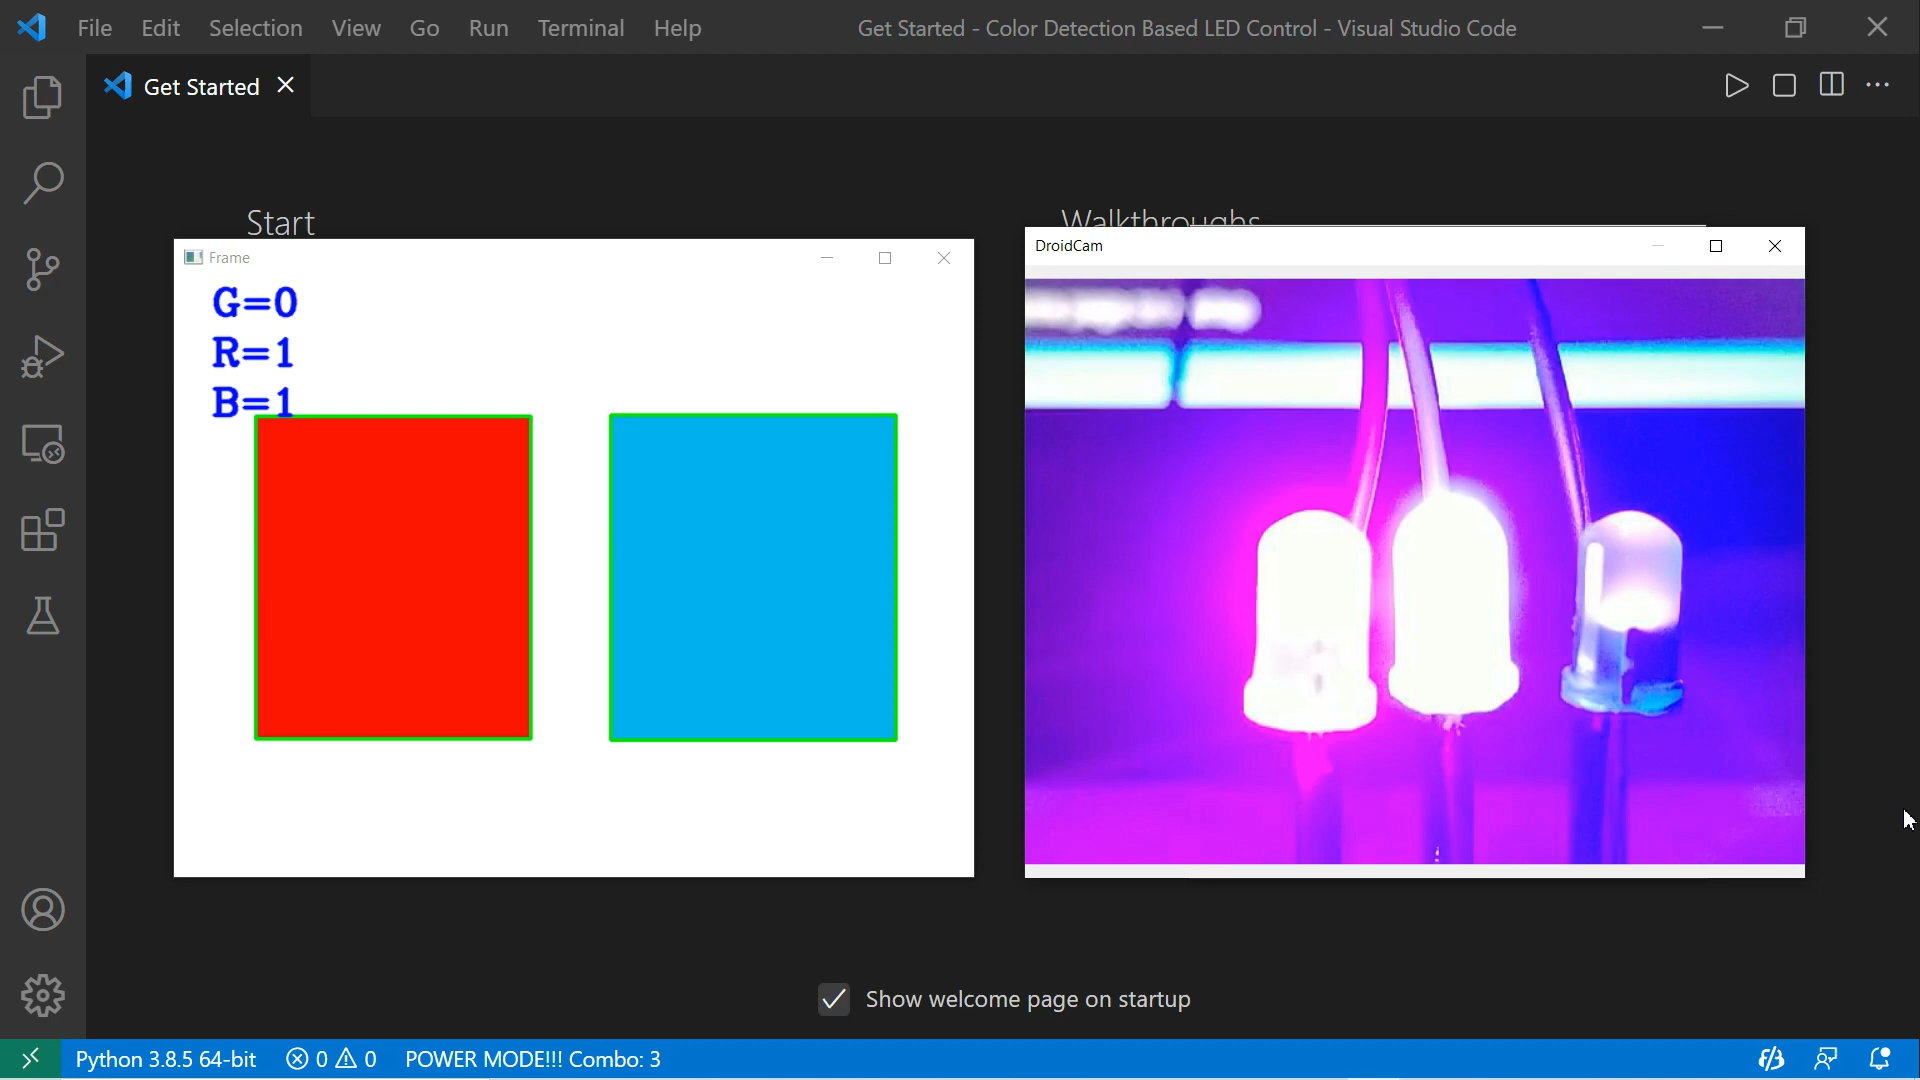 File Edit Selection View Go Run Terminal Help
Get Started - Color Detection Based LED Control - Visual Studio Code
Get Started
Start
Walkthroughs
Frame
G=0
R=1
B=1
DroidCam
Show welcome page on startup
Python 3.8.5 64-bit 0 0 POWER MODE!!! Combo: 3